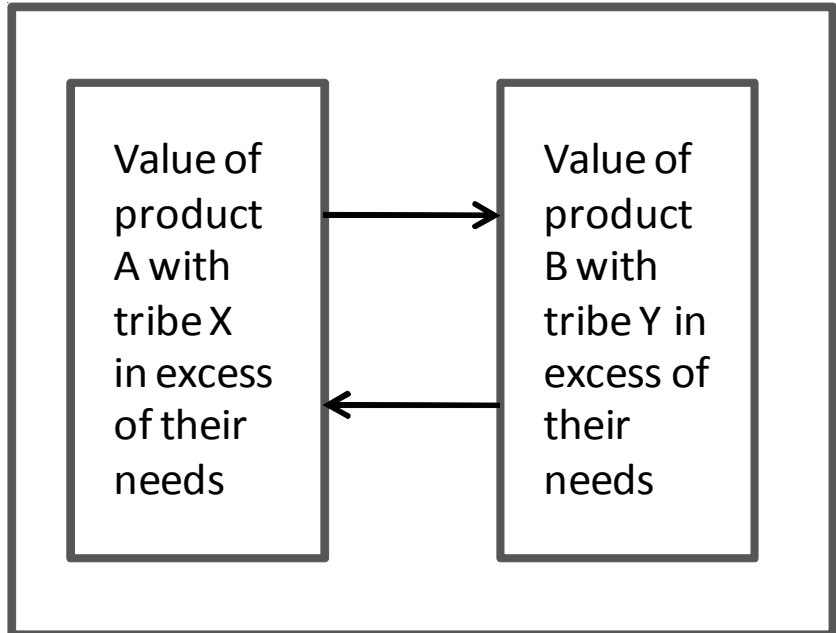 Value of
product
A with
tribe X
in excess
of their
needs
Value of
product
B with
tribe Y in
excess of
their
needs